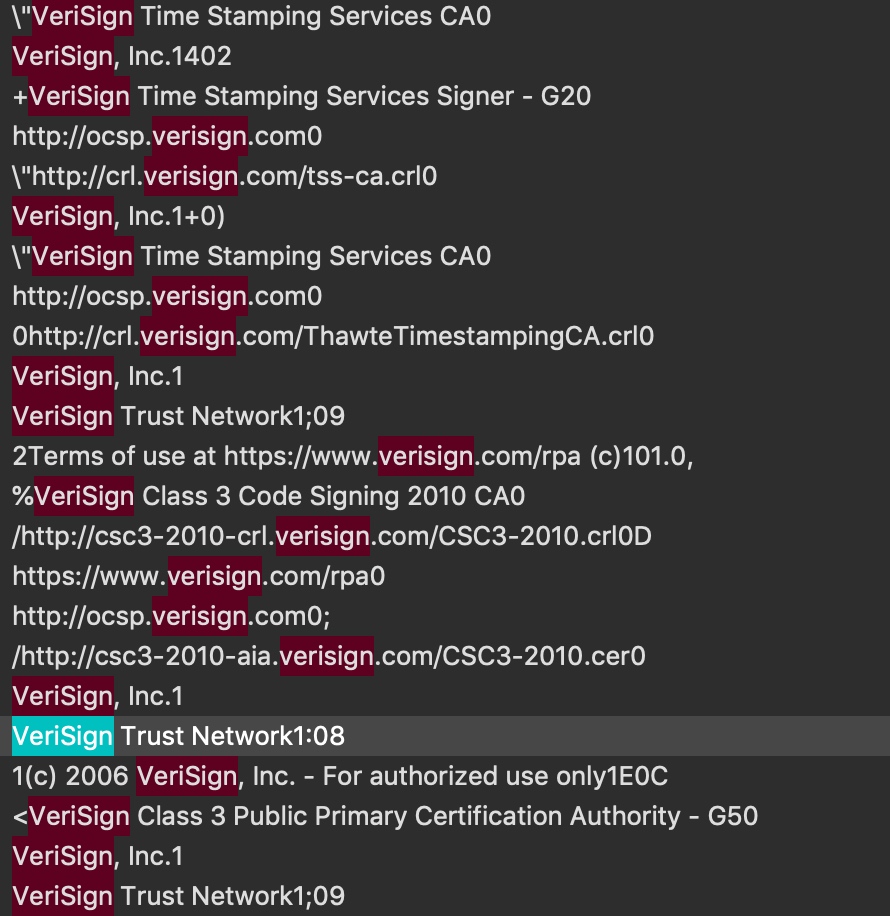 \"VeriSign Time Stamping Services CA0
VeriSign, Inc.1402
+VeriSign Time Stamping Services Signer - G20
http://ocsp.verisign.com0
\"http://crl.verisign.com/tss-ca.crl0
VeriSign, Inc.1+0)
\"VeriSign Time Stamping Services CA0
http://ocsp.verisign.com0
0http://crl.verisign.com/ThawteTimestampingCA.crl0
VeriSign, Inc.1
VeriSign Trust Network1;09
2Terms of use at https://www.verisign.com/rpa (c)101.0,
%VeriSign Class 3 Code Signing 2010 CA0
/http://csc3-2010-crl.verisign.com/CSC3-2010.crl0D
https://www.verisign.com/rpa0
http://ocsp.verisign.com0;
/http://csc3-2010-aia.verisign.com/CSC3-2010.cer0
VeriSign, Inc.1
VeriSign Trust Network1:08
1(c) 2006 VeriSign, Inc. - For authorized use only1E0C
<VeriSign Class 3 Public Primary Certification Authority - G50
VeriSign, Inc.1
VeriSign Trust Network1;09